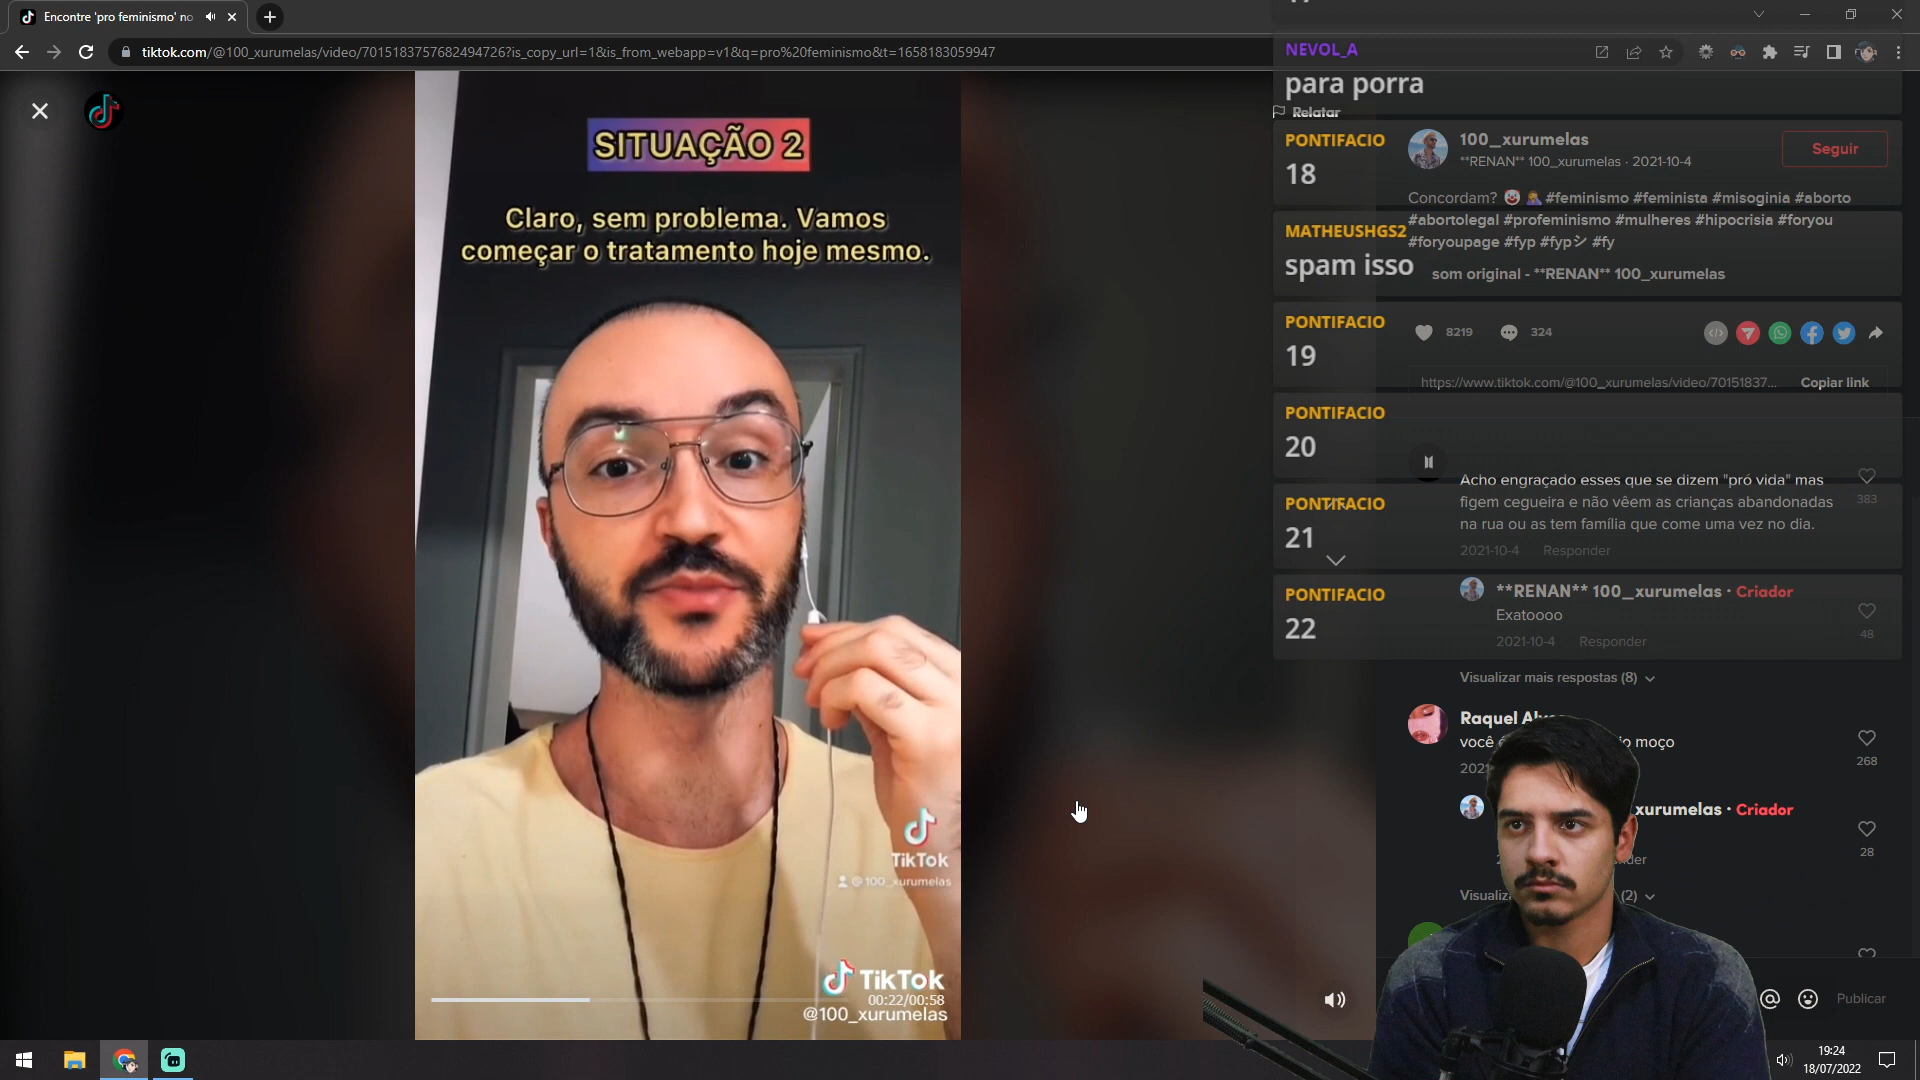 Encontre 'pro feminismo' no
tiktok.com/@100_xurumelas/video/7015183757682494726?is_copy_url=1&is_from_webapp=v1&q=pro%20feminismo&t=1658183059947
SITUAÇÃO 2
Claro, sem problema. Vamos
começar o tratamento hoje mesmo.
TikTok
@100_xurumelas
TikTok
00:22/00:58
@100_xurumelas
NEVOL_A
para porra
Relatar
PONTIFACIO
18
MATHEUSHGS2
spam isso
PONTIFACIO
19
PONTIFACIO
20
PONTIFACIO
21
PONTIFACIO
22
100_xurumelas
**RENAN** 100_xurumelas · 2021-10-4
Seguir
Concordam? 🤡 🤦 #feminismo #feminista #misoginia #aborto
#abortolegal #profeminismo #mulheres #hipocrisia #foryou
#foryoupage #fyp #fypシ #fy
som original - **RENAN** 100_xurumelas
8219
324
https://www.tiktok.com/@100_xurumelas/video/70151837...
Copiar link
Acho engraçado esses que se dizem "pró vida" mas
figem cegueira e não vêem as crianças abandonadas
na rua ou as tem família que come uma vez no dia.
383
2021-10-4 Responder
**RENAN** 100_xurumelas · Criador
Exatoooo
48
2021-10-4 Responder
Visualizar mais respostas (8)
Raquel
você
moço
268
xurumelas · Criador
28
(2)
Publicar
19:24
18/07/2022